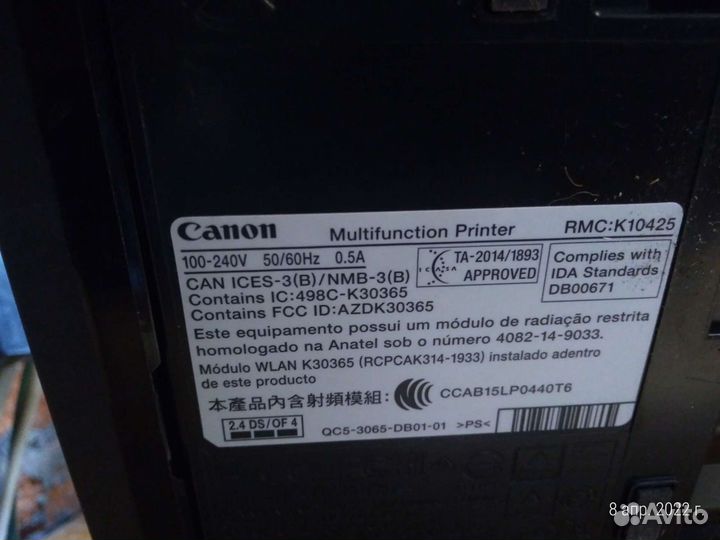 Canon Multifunction Printer RMC:K10425
100-240V 50/60Hz 0.5A
CAN ICES-3(B)/NMB-3(B)
Contains IC:498C-K30365
Contains FCC ID:AZDK30365
ICASA
TA-2014/1893
APPROVED
Complies with
IDA Standards
DB00671
Este equipamento possui um módulo de radiação restrita
homologado na Anatel sob o número 4082-14-9033.
Módulo WLAN K30365 (RCPCAK314-1933) instalado adentro
de este producto
本產品內含射頻模組: CCAB15LP0440T6
2.4 DS/OF 4 QC5-3065-DB01-01 >PS<
8 апр. 2022 г.
Avito